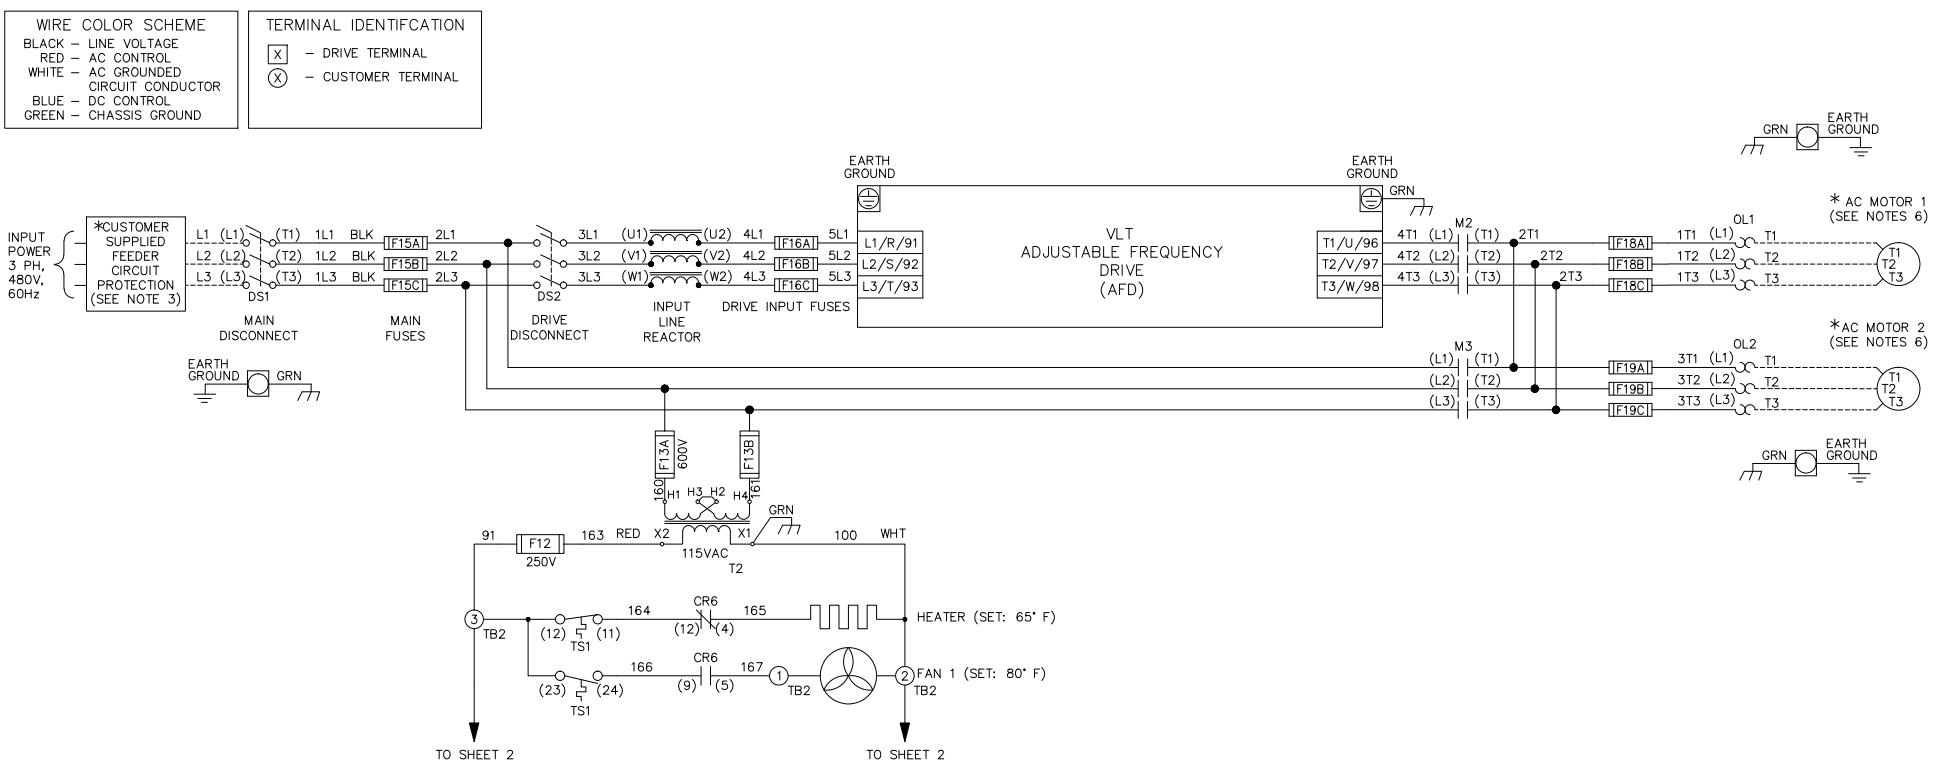 WIRE COLOR SCHEME
BLACK – LINE VOLTAGE
RED – AC CONTROL
WHITE – AC GROUNDED
CIRCUIT CONDUCTOR
BLUE – DC CONTROL
GREEN – CHASSIS GROUND
TERMINAL IDENTIFCATION
X – DRIVE TERMINAL
X – CUSTOMER TERMINAL
GRN EARTH
GROUND
EARTH
GROUND
EARTH
GROUND
GRN
INPUT
POWER
3 PH,
480V,
60Hz
*CUSTOMER
SUPPLIED
FEEDER
CIRCUIT
PROTECTION
(SEE NOTE 3)
L1 (L1) (T1) 1L1 BLK F15A 2L1 3L1 (U1) (U2) 4L1 F16A 5L1 L1/R/91
L2 (L2) (T2) 1L2 BLK F15B 2L2 3L2 (V1) (V2) 4L2 F16B 5L2 L2/S/92
L3 (L3) (T3) 1L3 BLK F15C 2L3 3L3 (W1) (W2) 4L3 F16C 5L3 L3/T/93
DS1
DS2
MAIN
DISCONNECT
MAIN
FUSES
DRIVE
DISCONNECT
INPUT
LINE
REACTOR
DRIVE INPUT FUSES
VLT
ADJUSTABLE FREQUENCY
DRIVE
(AFD)
M2
OL1
* AC MOTOR 1
(SEE NOTES 6)
T1/U/96 4T1 (L1) (T1) 2T1 F18A 1T1 (L1) T1
T2/V/97 4T2 (L2) (T2) 2T2 F18B 1T2 (L2) T2
T3/W/98 4T3 (L3) (T3) 2T3 F18C 1T3 (L3) T3
T1
T2
T3
M3
OL2
* AC MOTOR 2
(SEE NOTES 6)
(L1) (T1) F19A 3T1 (L1) T1
(L2) (T2) F19B 3T2 (L2) T2
(L3) (T3) F19C 3T3 (L3) T3
T1
T2
T3
EARTH
GROUND GRN
GRN EARTH
GROUND
F13A
600V
F13B
160
161
H1 H3 H2 H4
GRN
91 F12 163 RED X2 X1 100 WHT
250V
115VAC
T2
3
TB2
(12) (11)
TS1
164
CR6
(12) (4)
165
HEATER (SET: 65° F)
(23) (24)
TS1
166
CR6
(9) (5)
167
1
TB2
2
TB2
FAN 1 (SET: 80° F)
TO SHEET 2
TO SHEET 2